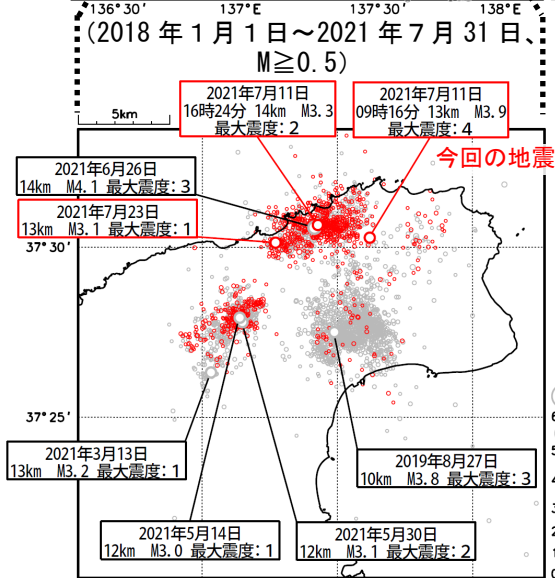 136°30′ 137°E 137°30′ 138°E
(2018年1月1日~2021年7月31日、
M≧0.5)
5km
2021年7月11日
16時24分 14km M3.3
最大震度:2
2021年7月11日
09時16分 13km M3.9
最大震度:4
今回の地震
2021年6月26日
14km M4.1 最大震度:3
2021年7月23日
13km M3.1 最大震度:1
37°30′
37°25′
2021年3月13日
13km M3.2 最大震度:1
2019年8月27日
10km M3.8 最大震度:3
2021年5月14日
12km M3.0 最大震度:1
2021年5月30日
12km M3.1 最大震度:2